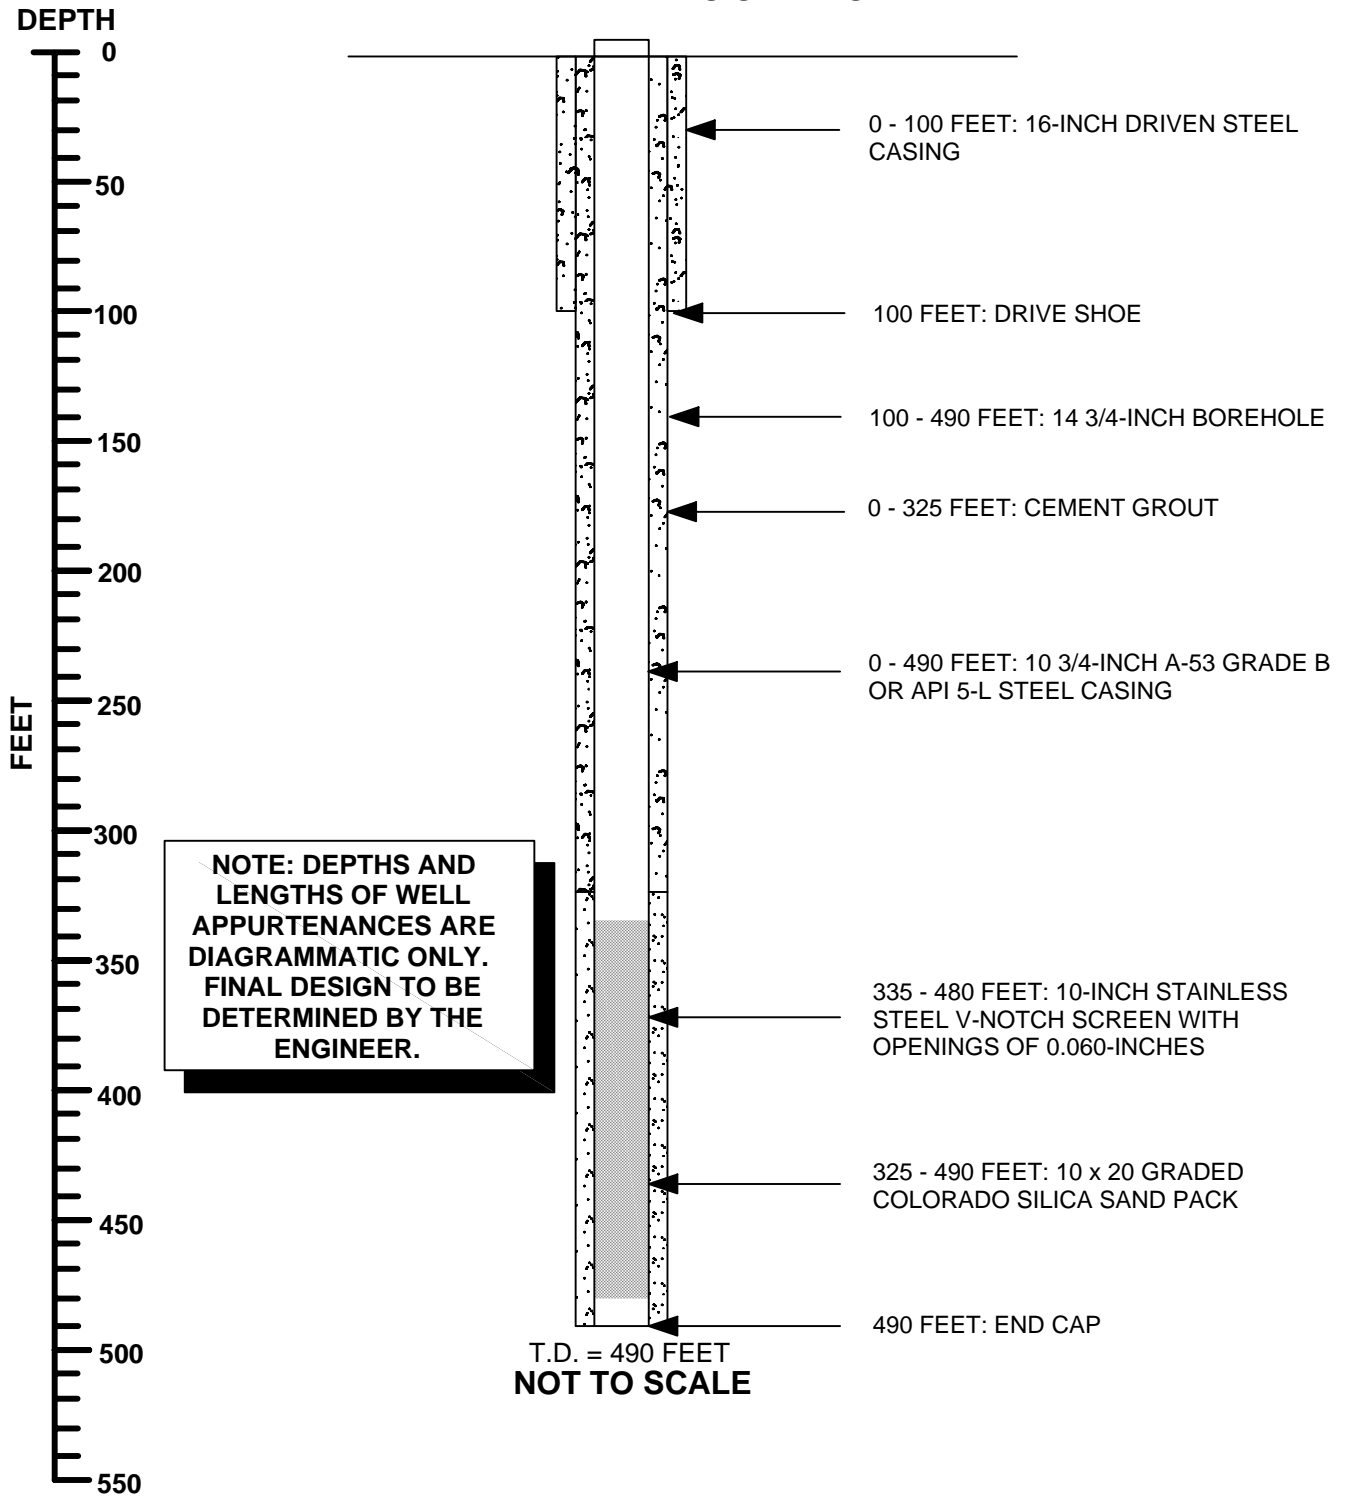 DEPTH
0
50
100
150
200
250
300
350
400
450
500
550
FEET
0 - 100 FEET: 16-INCH DRIVEN STEEL
CASING
100 FEET: DRIVE SHOE
100 - 490 FEET: 14 3/4-INCH BOREHOLE
0 - 325 FEET: CEMENT GROUT
0 - 490 FEET: 10 3/4-INCH A-53 GRADE B
OR API 5-L STEEL CASING
NOTE: DEPTHS AND
LENGTHS OF WELL
APPURTENANCES ARE
DIAGRAMMATIC ONLY.
FINAL DESIGN TO BE
DETERMINED BY THE
ENGINEER.
335 - 480 FEET: 10-INCH STAINLESS
STEEL V-NOTCH SCREEN WITH
OPENINGS OF 0.060-INCHES
325 - 490 FEET: 10 x 20 GRADED
COLORADO SILICA SAND PACK
490 FEET: END CAP
T.D. = 490 FEET
NOT TO SCALE